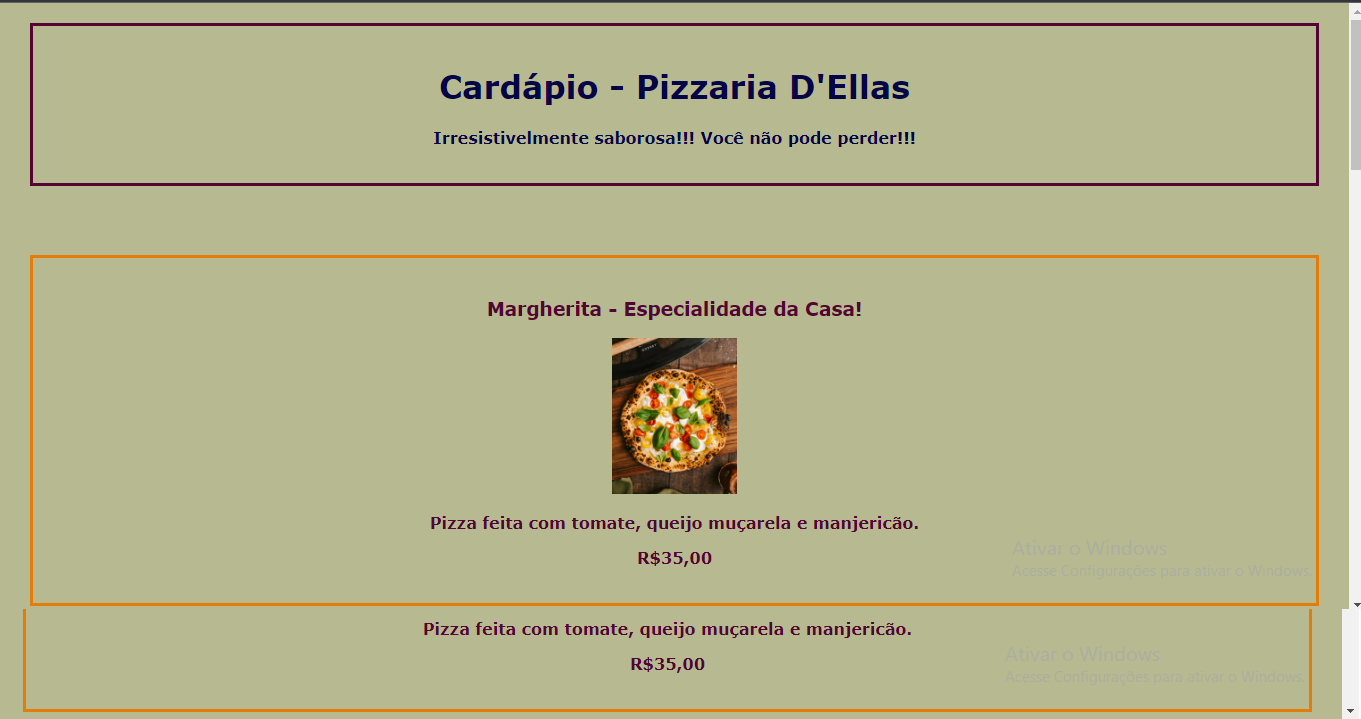 Cardápio - Pizzaria D'Ellas
Irresistivelmente saborosa!!! Você não pode perder!!!
Margherita - Especialidade da Casa!
Pizza feita com tomate, queijo muçarela e manjericão.
R$35,00
Ativar o Windows
Acesse Configurações para ativar o Windows.
Pizza feita com tomate, queijo muçarela e manjericão.
R$35,00
Ativar o Windows
Acesse Configurações para ativar o Windows.